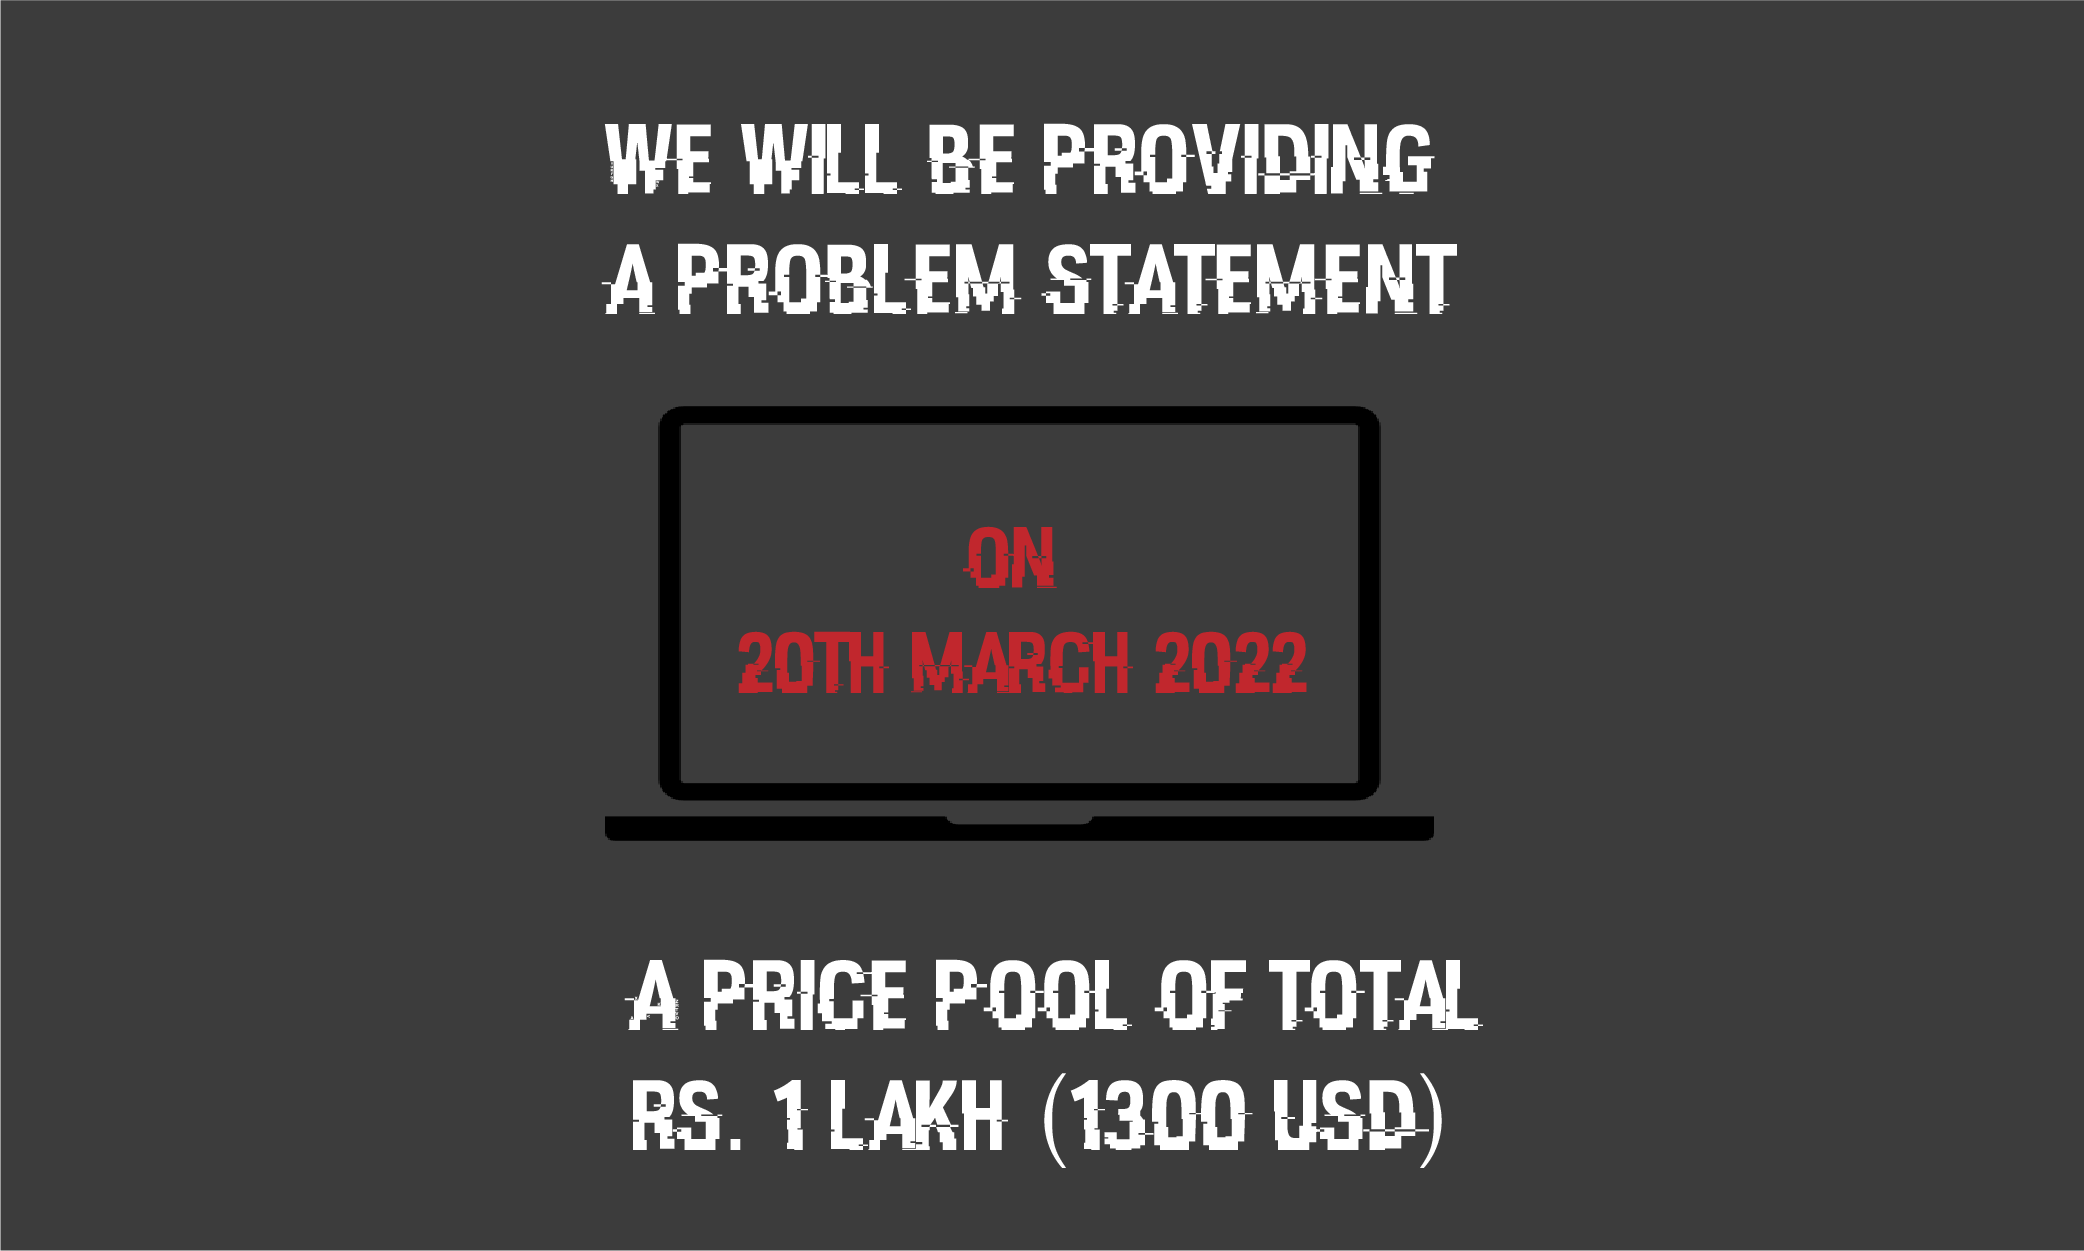 WE WILL BE PROVIDING
A PROBLEM STATEMENT
ON
20TH MARCH 2022
A PRICE POOL OF TOTAL
RS. 1 LAKH (1300 USD)